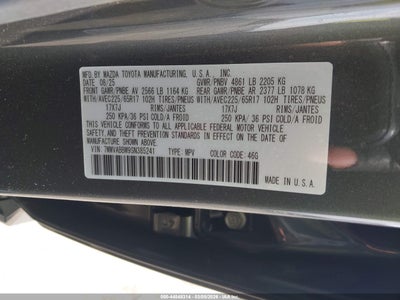 MFD. BY MAZDA TOYOTA MANUFACTURING, U.S.A., INC.
DATE 08/25 GVWR/PNBV 4861 LB 2205 KG
FRONT GAWR/PNBE AV 2566 LB 1164 KG REAR GAWR/PNBE AR 2377 LB 1078 KG
WITH/AVEC225/65R17 102H TIRES/PNEUS WITH/AVEC225/65R17 102H TIRES/PNEUS
17X7J RIMS/JANTES 17X7J RIMS/JANTES
250 KPA/36 PSI COLD/A FROID 250 KPA/36 PSI COLD/A FROID
THIS VEHICLE CONFORMS TO ALL APPLICABLE FEDERAL MOTOR VEHICLE
SAFETY AND BUMPER STANDARDS IN EFFECT ON THE DATE OF
MANUFACTURE SHOWN ABOVE.
VIN: 7MMVABBM9SN385241 TYPE: MPV COLOR: 46G
MADE IN U.S.A.